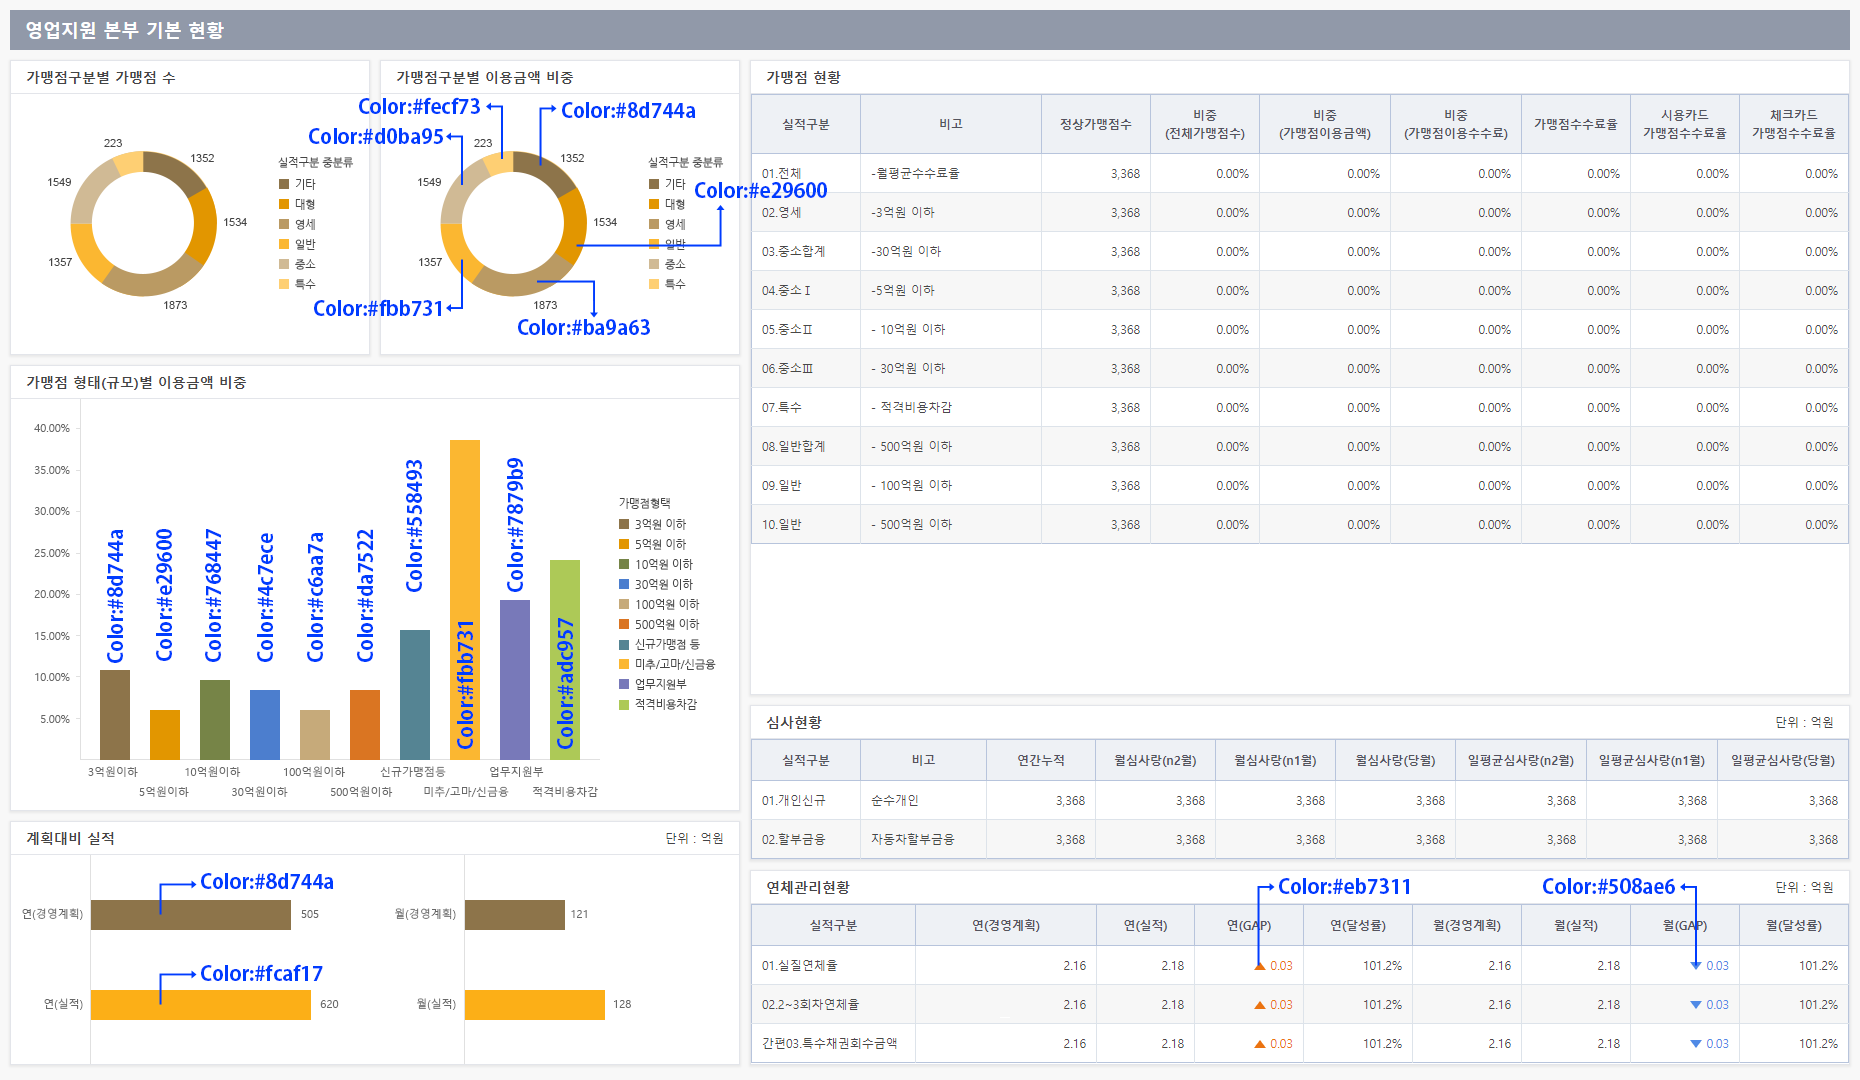 영업지원 본부 기본 현황
가맹점구분별 가맹점 수
223
1352
1549
1534
1357
1873
실적구분 중분류
기타
대형
영세
일반
중소
특수
가맹점구분별 이용금액 비중
Color:#fecf73
Color:#8d744a
Color:#d0ba95
223
1352
1549
Color:#e29600
1534
1357
Color:#fbb731
1873
Color:#ba9a63
실적구분 중분류
기타
대형
영세
일반
중소
특수
가맹점 형태(규모)별 이용금액 비중
40.00%
35.00%
30.00%
25.00%
20.00%
15.00%
10.00%
5.00%
Color:#8d744a
Color:#e29600
Color:#768447
Color:#4c7ece
Color:#c6aa7a
Color:#da7522
Color:#558493
Color:#fbb731
Color:#7879b9
Color:#adc957
3억원이하
5억원이하
10억원이하
30억원이하
100억원이하
500억원이하
신규가맹점등
미추/고마/신금융
업무지원부
적격비용차감
가맹점형택
3억원 이하
5억원 이하
10억원 이하
30억원 이하
100억원 이하
500억원 이하
신규가맹점 등
미추/고마/신금융
업무지원부
적격비용차감
계획대비 실적 단위 : 억원
Color:#8d744a
연(경영계획) 505
월(경영계획) 121
Color:#fcaf17
연(실적) 620
월(실적) 128
가맹점 현황
실적구분 비고 정상가맹점수 비중 (전체가맹점수) 비중 (가맹점이용금액) 비중 (가맹점이용수수료) 가맹점수수료율 시용카드 가맹점수수료율 체크카드 가맹점수수료율
01.전체 -월평균수수료율 3,368 0.00% 0.00% 0.00% 0.00% 0.00% 0.00%
02.영세 -3억원 이하 3,368 0.00% 0.00% 0.00% 0.00% 0.00% 0.00%
03.중소합계 -30억원 이하 3,368 0.00% 0.00% 0.00% 0.00% 0.00% 0.00%
04.중소Ⅰ -5억원 이하 3,368 0.00% 0.00% 0.00% 0.00% 0.00% 0.00%
05.중소Ⅱ - 10억원 이하 3,368 0.00% 0.00% 0.00% 0.00% 0.00% 0.00%
06.중소Ⅲ - 30억원 이하 3,368 0.00% 0.00% 0.00% 0.00% 0.00% 0.00%
07.특수 - 적격비용차감 3,368 0.00% 0.00% 0.00% 0.00% 0.00% 0.00%
08.일반합계 - 500억원 이하 3,368 0.00% 0.00% 0.00% 0.00% 0.00% 0.00%
09.일반 - 100억원 이하 3,368 0.00% 0.00% 0.00% 0.00% 0.00% 0.00%
10.일반 - 500억원 이하 3,368 0.00% 0.00% 0.00% 0.00% 0.00% 0.00%
심사현황 단위 : 억원
실적구분 비고 연간누적 월심사량(n2월) 월심사랑(n1월) 월심사랑(당월) 일평균심사랑(n2월) 일평균심사랑(n1월) 일평균심사랑(당월)
01.개인신규 순수개인 3,368 3,368 3,368 3,368 3,368 3,368 3,368
02.할부금융 자동차할부금융 3,368 3,368 3,368 3,368 3,368 3,368 3,368
연체관리현황 Color:#eb7311 Color:#508ae6 단위 : 억원
실적구분 연(경영계획) 연(실적) 연(GAP) 연(달성률) 월(경영계획) 월(실적) 월(GAP) 월(달성률)
01.실질연체율 2.16 2.18 ▲ 0.03 101.2% 2.16 2.18 ▼ 0.03 101.2%
02.2~3회차연체율 2.16 2.18 ▲ 0.03 101.2% 2.16 2.18 ▼ 0.03 101.2%
간편03.특수채권회수금액 2.16 2.18 ▲ 0.03 101.2% 2.16 2.18 ▼ 0.03 101.2%